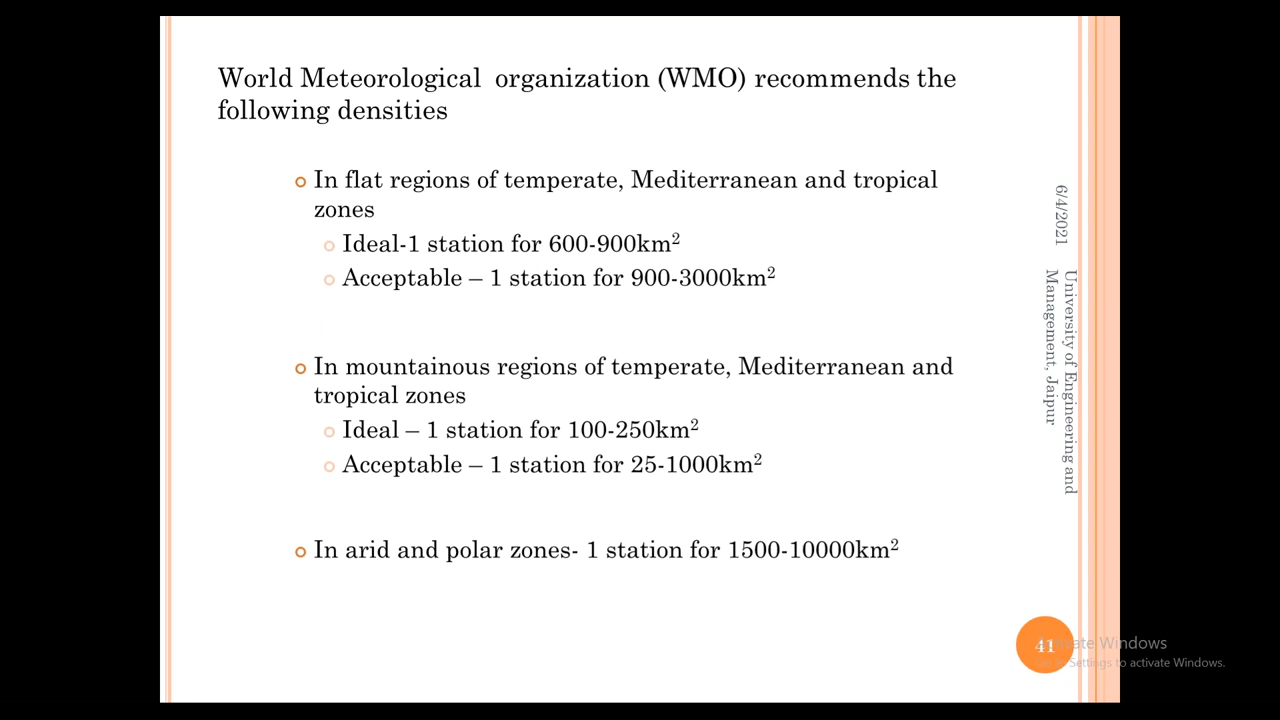 World Meteorological organization (WMO) recommends the
following densities
In flat regions of temperate, Mediterranean and tropical
zones
Ideal-1 station for 600-900km²
Acceptable – 1 station for 900-3000km²
In mountainous regions of temperate, Mediterranean and
tropical zones
Ideal – 1 station for 100-250km²
Acceptable – 1 station for 25-1000km²
In arid and polar zones- 1 station for 1500-10000km²
6/4/2021
University of Engineering and
Management, Jaipur
41
Windows
Settings to activate Windows.